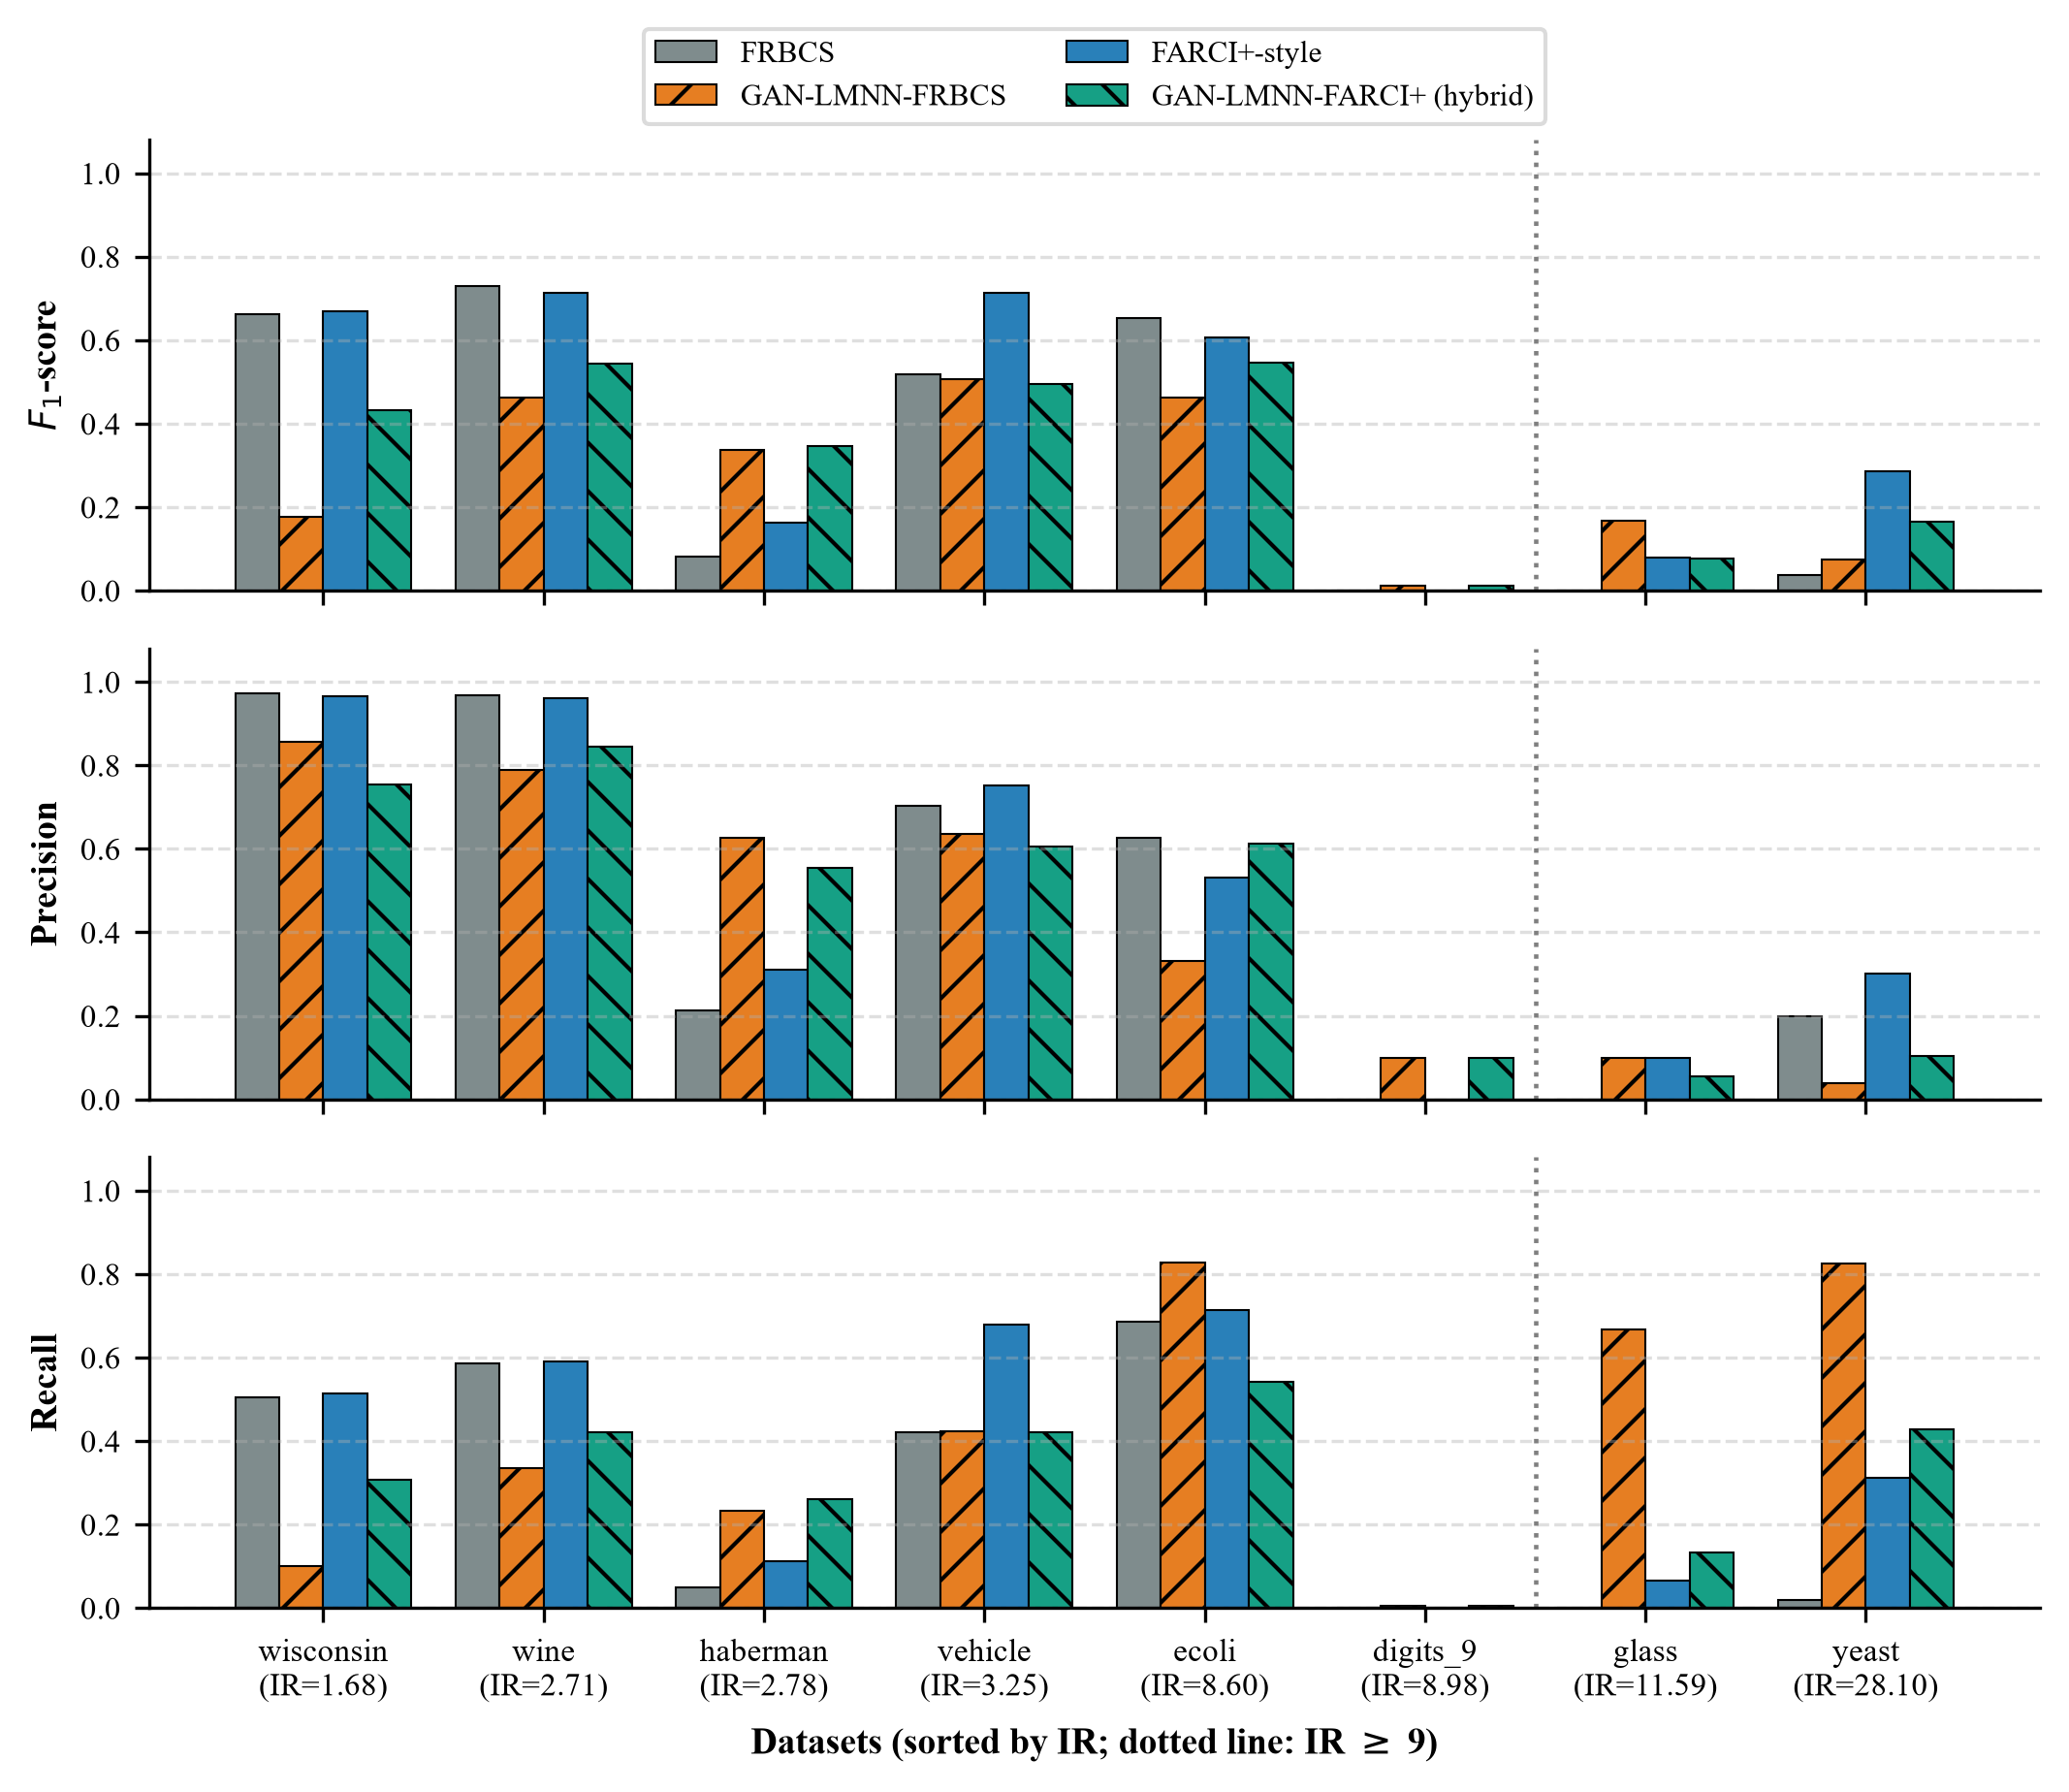 FRBCS
GAN-LMNN-FRBCS
FARCI+-style
GAN-LMNN-FARCI+ (hybrid)
F1-score
1.0
0.8
0.6
0.4
0.2
0.0
Precision
1.0
0.8
0.6
0.4
0.2
0.0
Recall
1.0
0.8
0.6
0.4
0.2
0.0
wisconsin
(IR=1.68)
wine
(IR=2.71)
haberman
(IR=2.78)
vehicle
(IR=3.25)
ecoli
(IR=8.60)
digits_9
(IR=8.98)
glass
(IR=11.59)
yeast
(IR=28.10)
Datasets (sorted by IR; dotted line: IR ≥ 9)